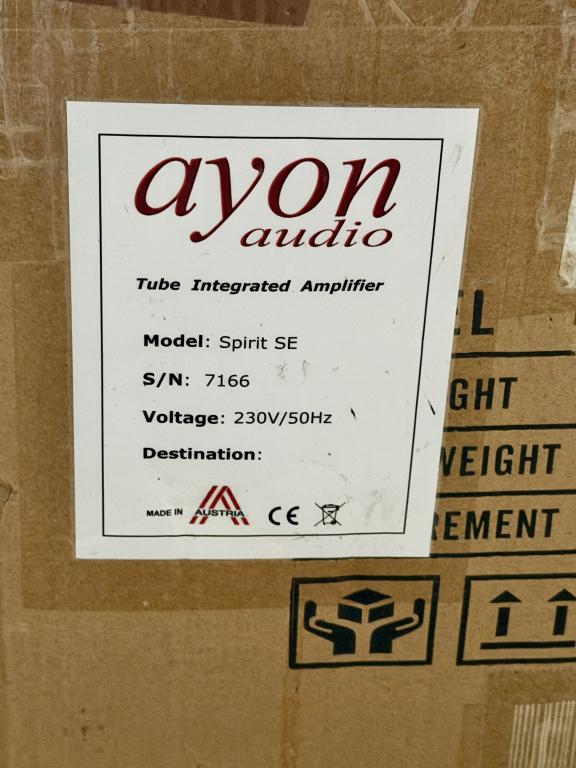 ayon
audio
Tube Integrated Amplifier
Model: Spirit SE
S/N: 7166
Voltage: 230V/50Hz
Destination:
MADE IN AUSTRIA CE
EL
GHT
WEIGHT
REMENT